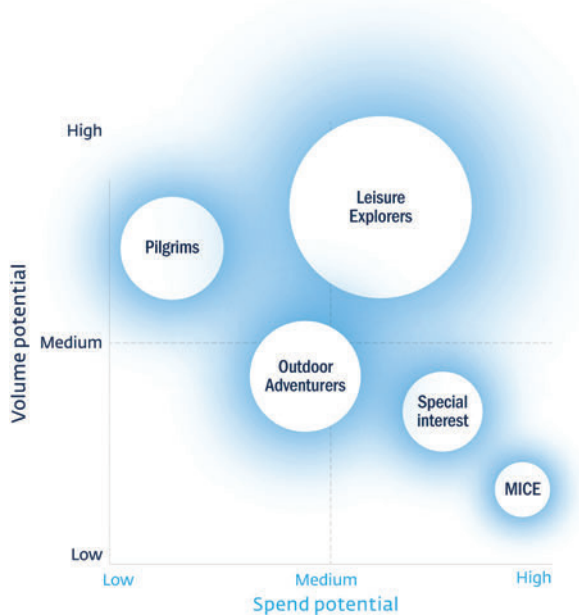 High
Leisure
Explorers
Pilgrims
Volume potential
Medium
Outdoor
Adventurers
Special
interest
MICE
Low
Low
Medium
High
Spend potential